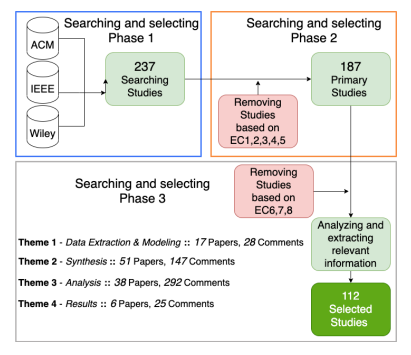 Searching and selecting
Phase 1
Searching and selecting
Phase 2
ACM
IEEE
Wiley
237
Searching
Studies
187
Primary
Studies
Removing
Studies
based on
EC1,2,3,4,5
Searching and selecting
Phase 3
Removing
Studies
based on
EC6,7,8
Theme 1 - Data Extraction & Modeling :: 17 Papers, 28 Comments
Theme 2 - Synthesis :: 51 Papers, 147 Comments
Theme 3 - Analysis :: 38 Papers, 292 Comments
Theme 4 - Results :: 6 Papers, 25 Comments
Analyzing and
extracting
relevant
information
112
Selected
Studies